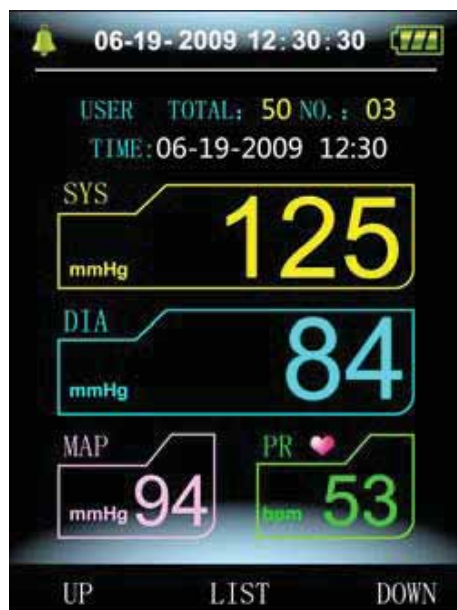 06-19-2009 12:30:30
USER TOTAL: 50 NO.: 03
TIME:06-19-2009 12:30
SYS
125
mmHg
DIA
84
mmHg
MAP PR
mmHg 94 bpm 53
UP LIST DOWN